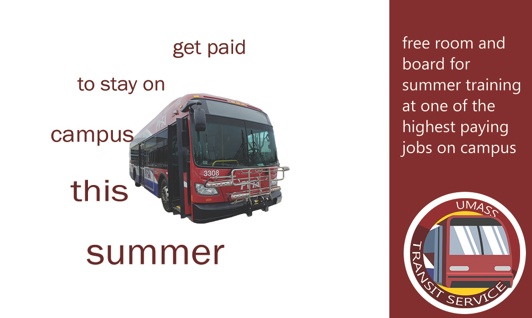 get paid
to stay on
campus
this
summer
3308
free room and
board for
summer training
at one of the
highest paying
jobs on campus
UMASS
TRANSIT SERVICE